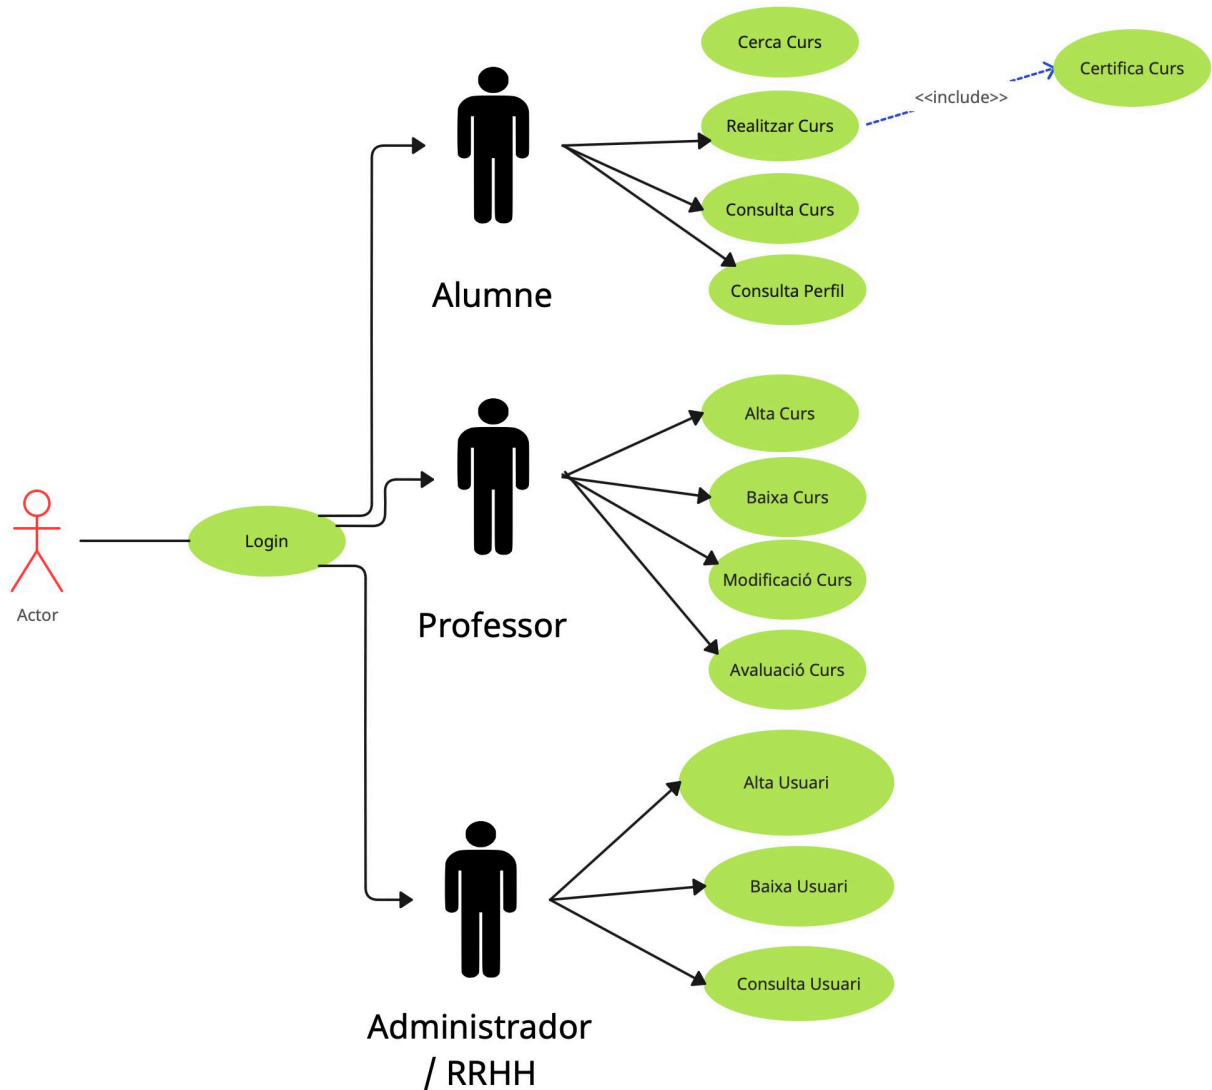 Cerca Curs
Certifica Curs
<<include>>
Realitzar Curs
Consulta Curs
Consulta Perfil
Alumne
Alta Curs
Baixa Curs
Login
Modificació Curs
Actor
Professor
Avaluació Curs
Alta Usuari
Baixa Usuari
Consulta Usuari
Administrador
/ RRHH